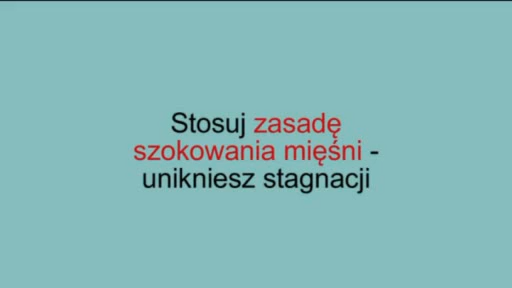 Stosuj zasadę
szokowania mięśni -
unikniesz stagnacji